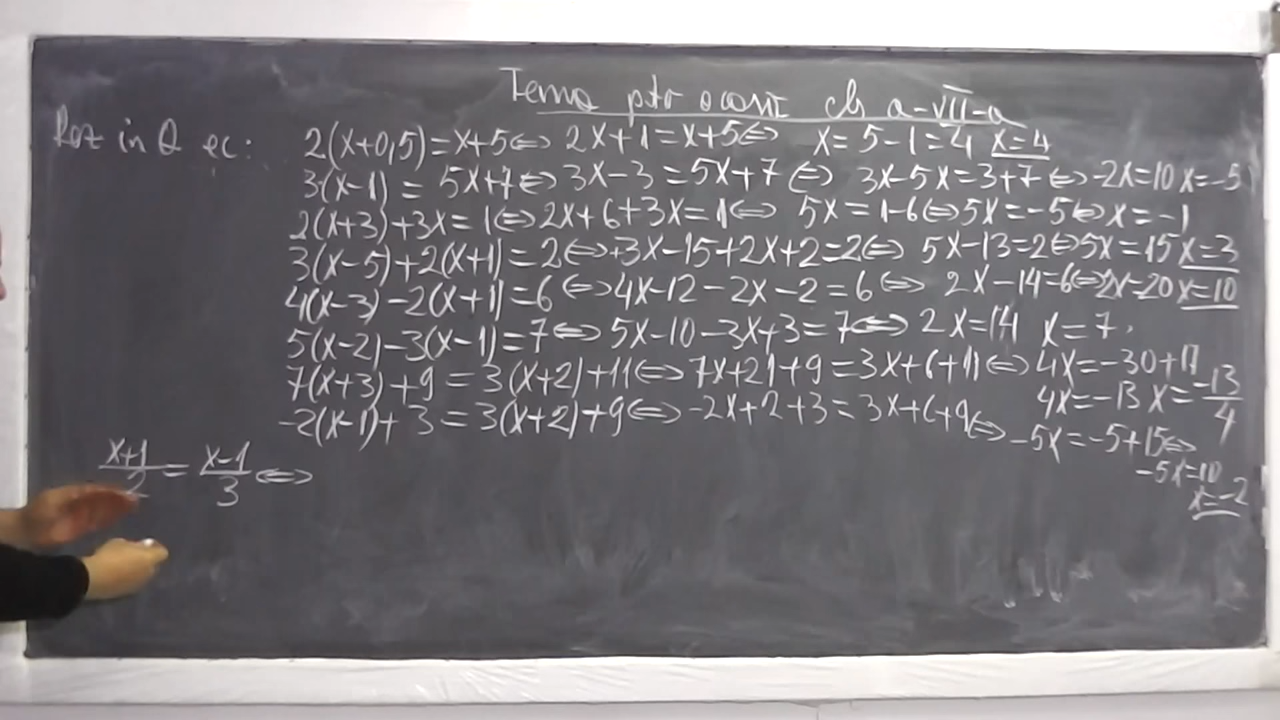 Tema ptr acasă cls a-VII-a
Rez in Q ec:
2(x+0,5)=x+5⇔ 2x+1=x+5⇔ x=5-1=4 x=4
3(x-1) = 5x+7⇔ 3x-3=5x+7 ⇔ 3x-5x=3+7⇔-2x=10 x=-5
2(x+3)+3x=1⇔2x+6+3x=1⇔ 5x=1-6⇔5x=-5⇔x=-1
3(x-5)+2(x+1)=2⇔3x-15+2x+2=2⇔ 5x-13=2⇔5x=15 x=3
4(x-3)-2(x+1)=6⇔4x-12-2x-2=6⇔ 2x-14=6⇔2x=20 x=10
5(x-2)-3(x-1)=7⇔ 5x-10-3x+3=7⇔ 2x=14 x=7.
7(x+3)+9 = 3(x+2)+11⇔7x+21+9=3x+6+11⇔4x=-30+17
4x=-13 x=-13/4
-2(x-1)+3=3(x+2)+9⇔-2x+2+3=3x+6+9⇔-5x=-5+15⇔
-5x=10
x=-2
x+1/2 = x-1/3 ⇔